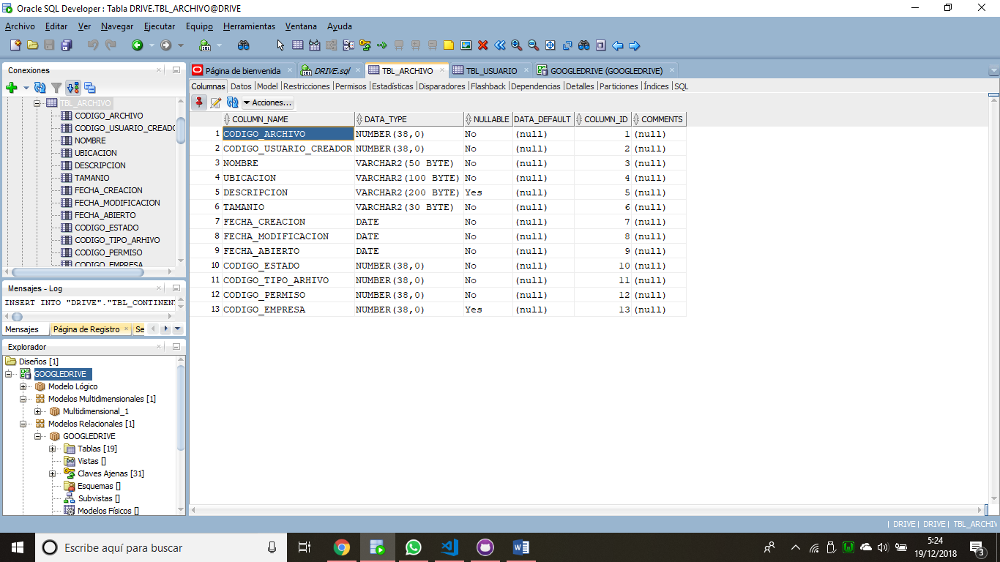 Oracle SQL Developer : Tabla DRIVE.TBL_ARCHIVO@DRIVE
Archivo Editar Ver Navegar Ejecutar Equipo Herramientas Ventana Ayuda
Conexiones
TBL_ARCHIVO
CODIGO_ARCHIVO
CODIGO_USUARIO_CREADO
NOMBRE
UBICACION
DESCRIPCION
TAMANIO
FECHA_CREACION
FECHA_MODIFICACION
FECHA_ABIERTO
CODIGO_ESTADO
CODIGO_TIPO_ARHIVO
CODIGO_PERMISO
CODIGO_EMPRESA
Mensajes - Log
INSERT INTO "DRIVE"."TBL_CONTINEN
Mensajes Página de Registro Se
Explorador
Diseños [1]
GOOGLEDRIVE
Modelo Lógico
Modelos Multidimensionales [1]
Multidimensional_1
Modelos Relacionales [1]
GOOGLEDRIVE
Tablas [19]
Vistas []
Claves Ajenas [31]
Esquemas []
Subvistas []
Modelos Físicos []
Página de bienvenida DRIVE.sql TBL_ARCHIVO TBL_USUARIO GOOGLEDRIVE (GOOGLEDRIVE)
Columnas Datos Model Restricciones Permisos Estadísticas Disparadores Flashback Dependencias Detalles Particiones Índices SQL
Acciones...
COLUMN_NAME DATA_TYPE NULLABLE DATA_DEFAULT COLUMN_ID COMMENTS
1 CODIGO_ARCHIVO NUMBER(38,0) No (null) 1 (null)
2 CODIGO_USUARIO_CREADOR NUMBER(38,0) No (null) 2 (null)
3 NOMBRE VARCHAR2(50 BYTE) No (null) 3 (null)
4 UBICACION VARCHAR2(100 BYTE) No (null) 4 (null)
5 DESCRIPCION VARCHAR2(200 BYTE) Yes (null) 5 (null)
6 TAMANIO VARCHAR2(30 BYTE) No (null) 6 (null)
7 FECHA_CREACION DATE No (null) 7 (null)
8 FECHA_MODIFICACION DATE No (null) 8 (null)
9 FECHA_ABIERTO DATE No (null) 9 (null)
10 CODIGO_ESTADO NUMBER(38,0) No (null) 10 (null)
11 CODIGO_TIPO_ARHIVO NUMBER(38,0) No (null) 11 (null)
12 CODIGO_PERMISO NUMBER(38,0) No (null) 12 (null)
13 CODIGO_EMPRESA NUMBER(38,0) Yes (null) 13 (null)
| DRIVE | DRIVE | TBL_ARCHIV
Escribe aquí para buscar
5:24
19/12/2018
3